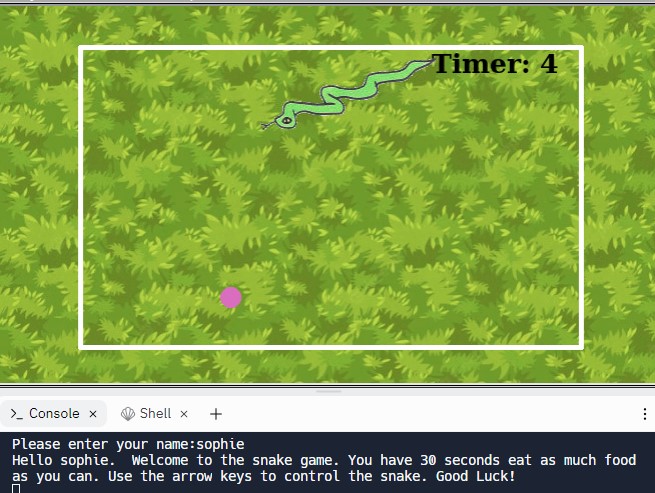 Timer: 4
Console
Shell
Please enter your name:sophie
Hello sophie.  Welcome to the snake game. You have 30 seconds eat as much food
as you can. Use the arrow keys to control the snake. Good Luck!